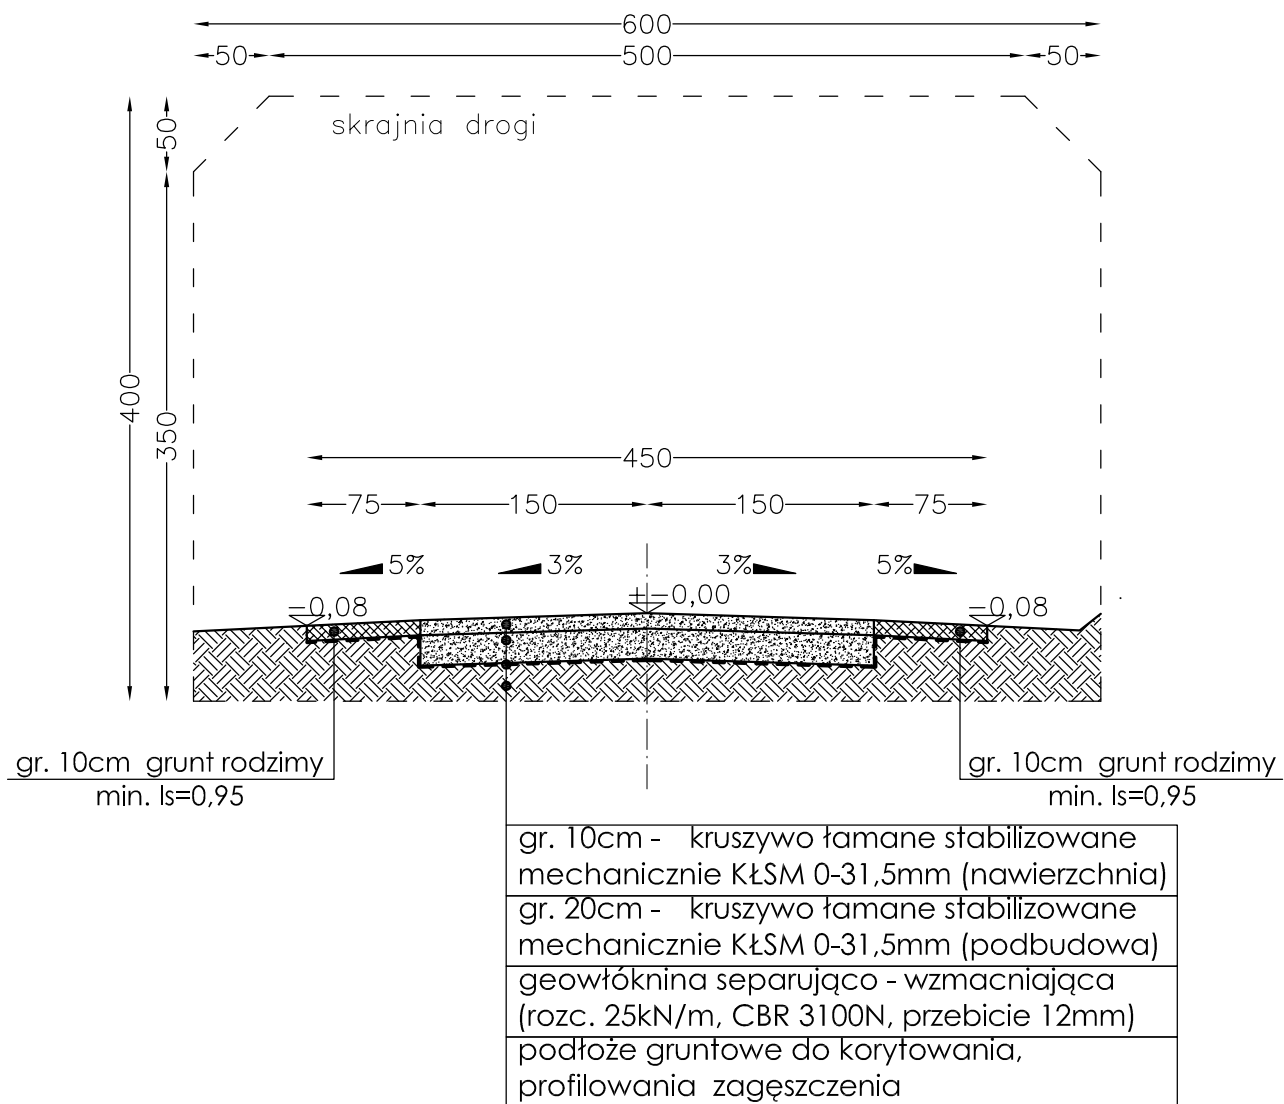 600
50 500 50
skrajnia drogi
50
400
350
450
75 150 150 75
5% 3% 3% 5%
-0,08 +-0,00 -0,08
gr. 10cm grunt rodzimy
min. Is=0,95
gr. 10cm grunt rodzimy
min. Is=0,95
gr. 10cm - kruszywo łamane stabilizowane
mechanicznie KŁSM 0-31,5mm (nawierzchnia)
gr. 20cm - kruszywo łamane stabilizowane
mechanicznie KŁSM 0-31,5mm (podbudowa)
geowłóknina separująco - wzmacniająca
(rozc. 25kN/m, CBR 3100N, przebicie 12mm)
podłoże gruntowe do korytowania,
profilowania zagęszczenia